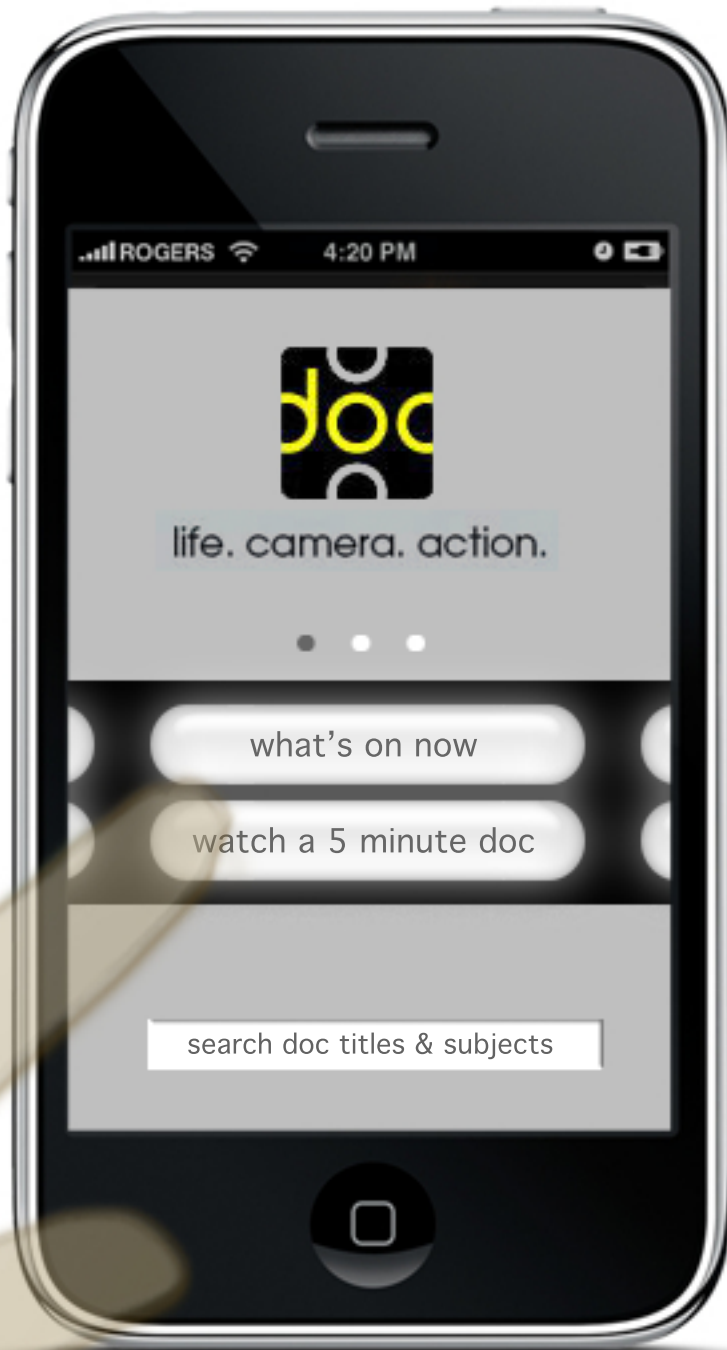 ROGERS 4:20 PM
doc
life. camera. action.
what's on now
watch a 5 minute doc
search doc titles & subjects